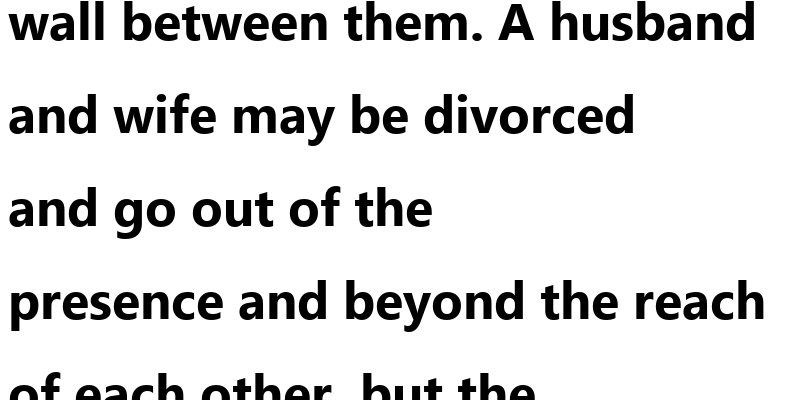 wall between them. A husband
and wife may be divorced
and go out of the
presence and beyond the reach
of each other, but the